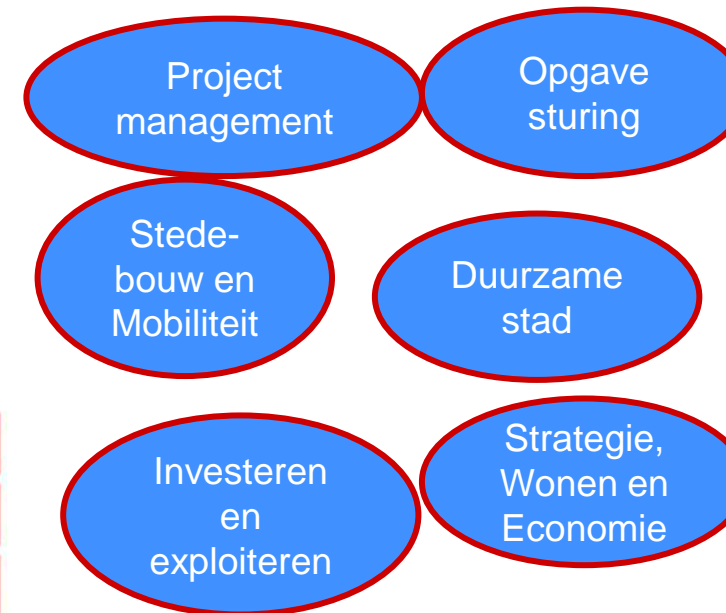 Project
management
Opgave
sturing
Stede-
bouw en
Mobiliteit
Duurzame
stad
Investeren
en
exploiteren
Strategie,
Wonen en
Economie